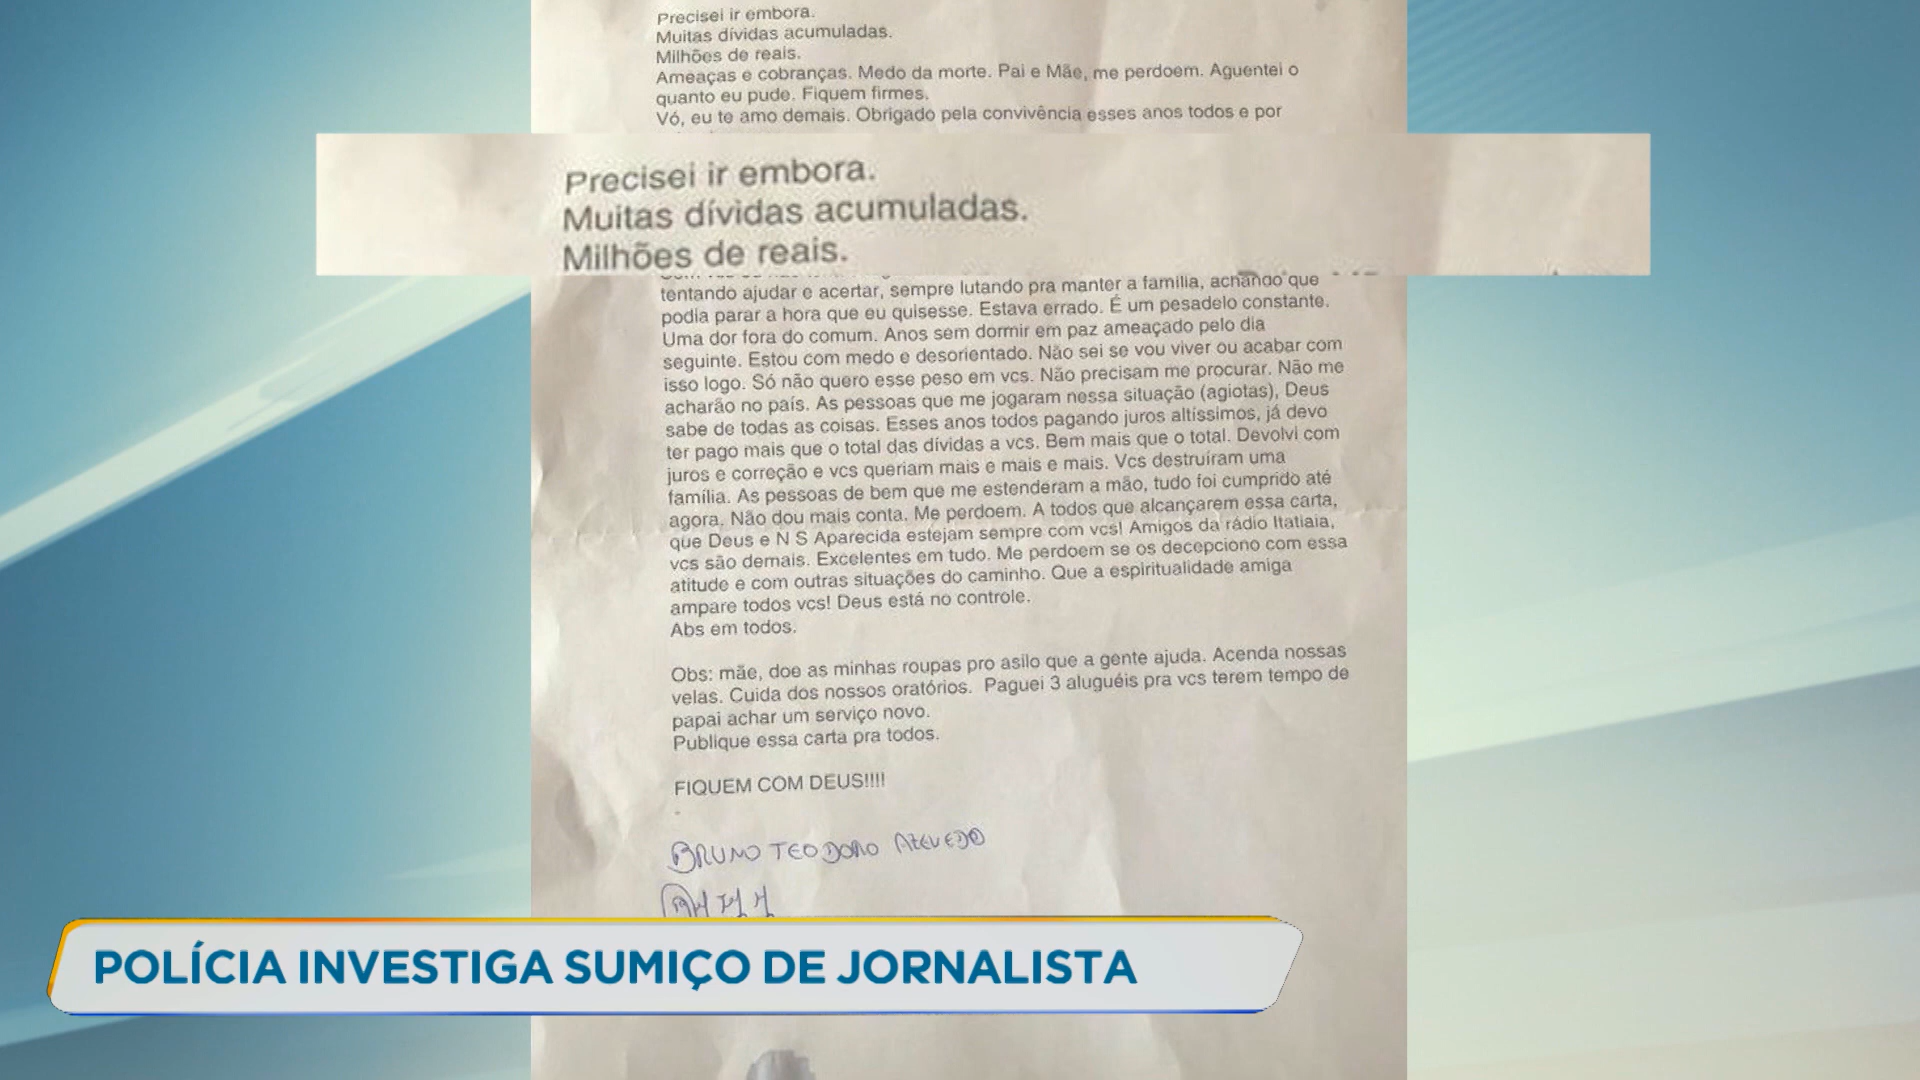 Precisei ir embora.
Muitas dívidas acumuladas.
Milhões de reais.
Ameaças e cobranças. Medo da morte. Pai e Mãe, me perdoem. Aguentei o
quanto eu pude. Fiquem firmes.
Vó, eu te amo demais. Obrigado pela convivência esses anos todos e por
Precisei ir embora.
Muitas dívidas acumuladas.
Milhões de reais.
tentando ajudar e acertar, sempre lutando pra manter a família, achando que
podia parar a hora que eu quisesse. Estava errado. É um pesadelo constante.
Uma dor fora do comum. Anos sem dormir em paz ameaçado pelo dia
seguinte. Estou com medo e desorientado. Não sei se vou viver ou acabar com
isso logo. Só não quero esse peso em vcs. Não precisam me procurar. Não me
acharão no país. As pessoas que me jogaram nessa situação (agiotas), Deus
sabe de todas as coisas. Esses anos todos pagando juros altíssimos, já devo
ter pago mais que o total das dívidas a vcs. Bem mais que o total. Devolvi com
juros e correção e vcs queriam mais e mais e mais. Vcs destruíram uma
família. As pessoas de bem que me estenderam a mão, tudo foi cumprido até
agora. Não dou mais conta. Me perdoem. A todos que alcançarem essa carta,
que Deus e N S Aparecida estejam sempre com vcs! Amigos da rádio Itatiaia,
vcs são demais. Excelentes em tudo. Me perdoem se os decepciono com essa
atitude e com outras situações do caminho. Que a espiritualidade amiga
ampare todos vcs! Deus está no controle.
Abs em todos.
Obs: mãe, doe as minhas roupas pro asilo que a gente ajuda. Acenda nossas
velas. Cuida dos nossos oratórios. Paguei 3 aluguéis pra vcs terem tempo de
papai achar um serviço novo.
Publique essa carta pra todos.
FIQUEM COM DEUS!!!!
BRUNO TEODORO AZEVEDO
POLÍCIA INVESTIGA SUMIÇO DE JORNALISTA